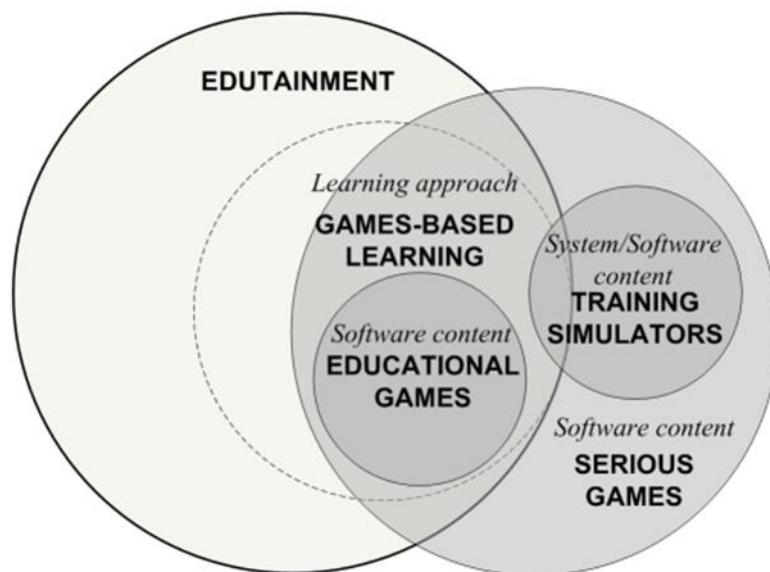 EDUTAINMENT
Learning approach
GAMES-BASED
LEARNING
Software content
EDUCATIONAL
GAMES
System/Software
content
TRAINING
SIMULATORS
Software content
SERIOUS
GAMES